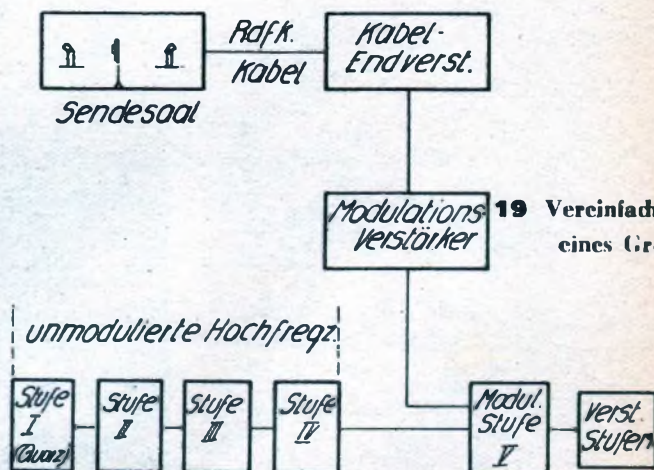 Rdfk.
Kabel
Kabel-
Endverst.
Sendesaal
Modulations-
Verstärker
19 Vereinfach
eines Gr
unmodulierte Hochfreqz.
Stufe
I
(Quarz)
Stufe
II
Stufe
III
Stufe
IV
Modul.
Stufe
V
Verst
Stufen